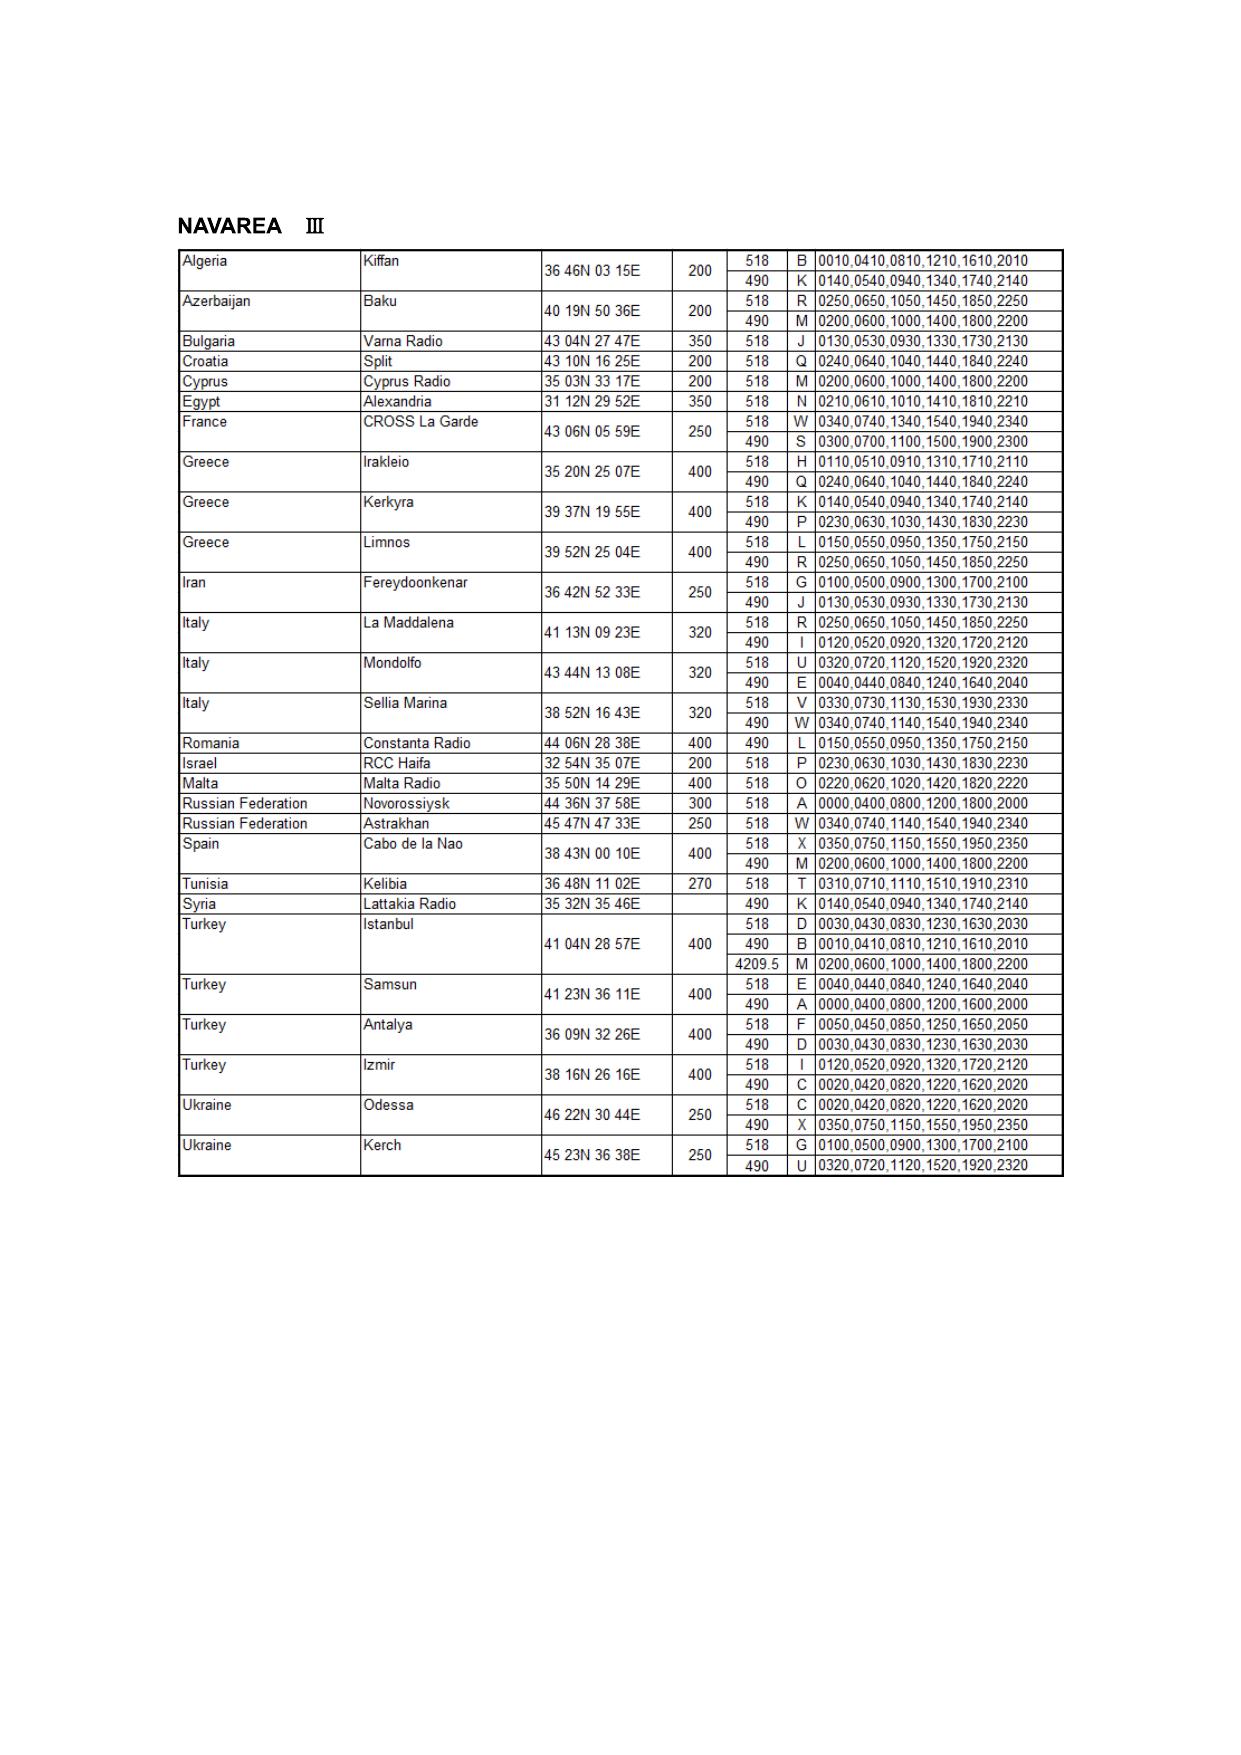 NAVAREA Ⅲ
Algeria Kiffan 36 46N 03 15E 200 518 B 0010,0410,0810,1210,1610,2010
490 K 0140,0540,0940,1340,1740,2140
Azerbaijan Baku 40 19N 50 36E 200 518 R 0250,0650,1050,1450,1850,2250
490 M 0200,0600,1000,1400,1800,2200
Bulgaria Varna Radio 43 04N 27 47E 350 518 J 0130,0530,0930,1330,1730,2130
Croatia Split 43 10N 16 25E 200 518 Q 0240,0640,1040,1440,1840,2240
Cyprus Cyprus Radio 35 03N 33 17E 200 518 M 0200,0600,1000,1400,1800,2200
Egypt Alexandria 31 12N 29 52E 350 518 N 0210,0610,1010,1410,1810,2210
France CROSS La Garde 43 06N 05 59E 250 518 W 0340,0740,1340,1540,1940,2340
490 S 0300,0700,1100,1500,1900,2300
Greece Irakleio 35 20N 25 07E 400 518 H 0110,0510,0910,1310,1710,2110
490 Q 0240,0640,1040,1440,1840,2240
Greece Kerkyra 39 37N 19 55E 400 518 K 0140,0540,0940,1340,1740,2140
490 P 0230,0630,1030,1430,1830,2230
Greece Limnos 39 52N 25 04E 400 518 L 0150,0550,0950,1350,1750,2150
490 R 0250,0650,1050,1450,1850,2250
Iran Fereydoonkenar 36 42N 52 33E 250 518 G 0100,0500,0900,1300,1700,2100
490 J 0130,0530,0930,1330,1730,2130
Italy La Maddalena 41 13N 09 23E 320 518 R 0250,0650,1050,1450,1850,2250
490 I 0120,0520,0920,1320,1720,2120
Italy Mondolfo 43 44N 13 08E 320 518 U 0320,0720,1120,1520,1920,2320
490 E 0040,0440,0840,1240,1640,2040
Italy Sellia Marina 38 52N 16 43E 320 518 V 0330,0730,1130,1530,1930,2330
490 W 0340,0740,1140,1540,1940,2340
Romania Constanta Radio 44 06N 28 38E 400 490 L 0150,0550,0950,1350,1750,2150
Israel RCC Haifa 32 54N 35 07E 200 518 P 0230,0630,1030,1430,1830,2230
Malta Malta Radio 35 50N 14 29E 400 518 O 0220,0620,1020,1420,1820,2220
Russian Federation Novorossiysk 44 36N 37 58E 300 518 A 0000,0400,0800,1200,1800,2000
Russian Federation Astrakhan 45 47N 47 33E 250 518 W 0340,0740,1140,1540,1940,2340
Spain Cabo de la Nao 38 43N 00 10E 400 518 X 0350,0750,1150,1550,1950,2350
490 M 0200,0600,1000,1400,1800,2200
Tunisia Kelibia 36 48N 11 02E 270 518 T 0310,0710,1110,1510,1910,2310
Syria Lattakia Radio 35 32N 35 46E 490 K 0140,0540,0940,1340,1740,2140
Turkey Istanbul 41 04N 28 57E 400 518 D 0030,0430,0830,1230,1630,2030
490 B 0010,0410,0810,1210,1610,2010
4209.5 M 0200,0600,1000,1400,1800,2200
Turkey Samsun 41 23N 36 11E 400 518 E 0040,0440,0840,1240,1640,2040
490 A 0000,0400,0800,1200,1600,2000
Turkey Antalya 36 09N 32 26E 400 518 F 0050,0450,0850,1250,1650,2050
490 D 0030,0430,0830,1230,1630,2030
Turkey Izmir 38 16N 26 16E 400 518 I 0120,0520,0920,1320,1720,2120
490 C 0020,0420,0820,1220,1620,2020
Ukraine Odessa 46 22N 30 44E 250 518 C 0020,0420,0820,1220,1620,2020
490 X 0350,0750,1150,1550,1950,2350
Ukraine Kerch 45 23N 36 38E 250 518 G 0100,0500,0900,1300,1700,2100
490 U 0320,0720,1120,1520,1920,2320